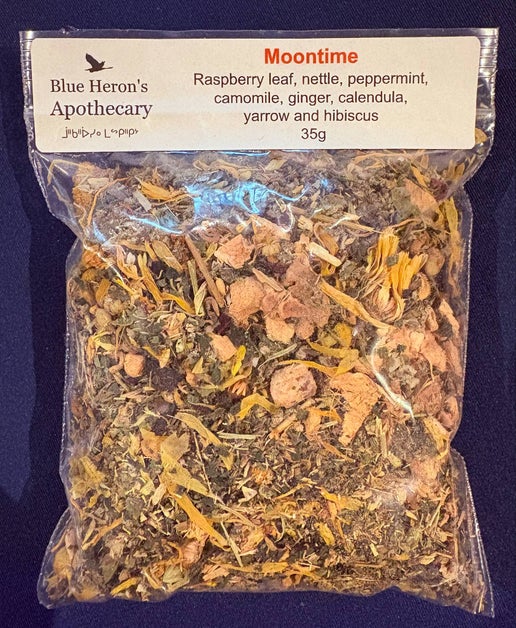 Blue Heron's
Apothecary
Moontime
Raspberry leaf, nettle, peppermint,
camomile, ginger, calendula,
yarrow and hibiscus
35g